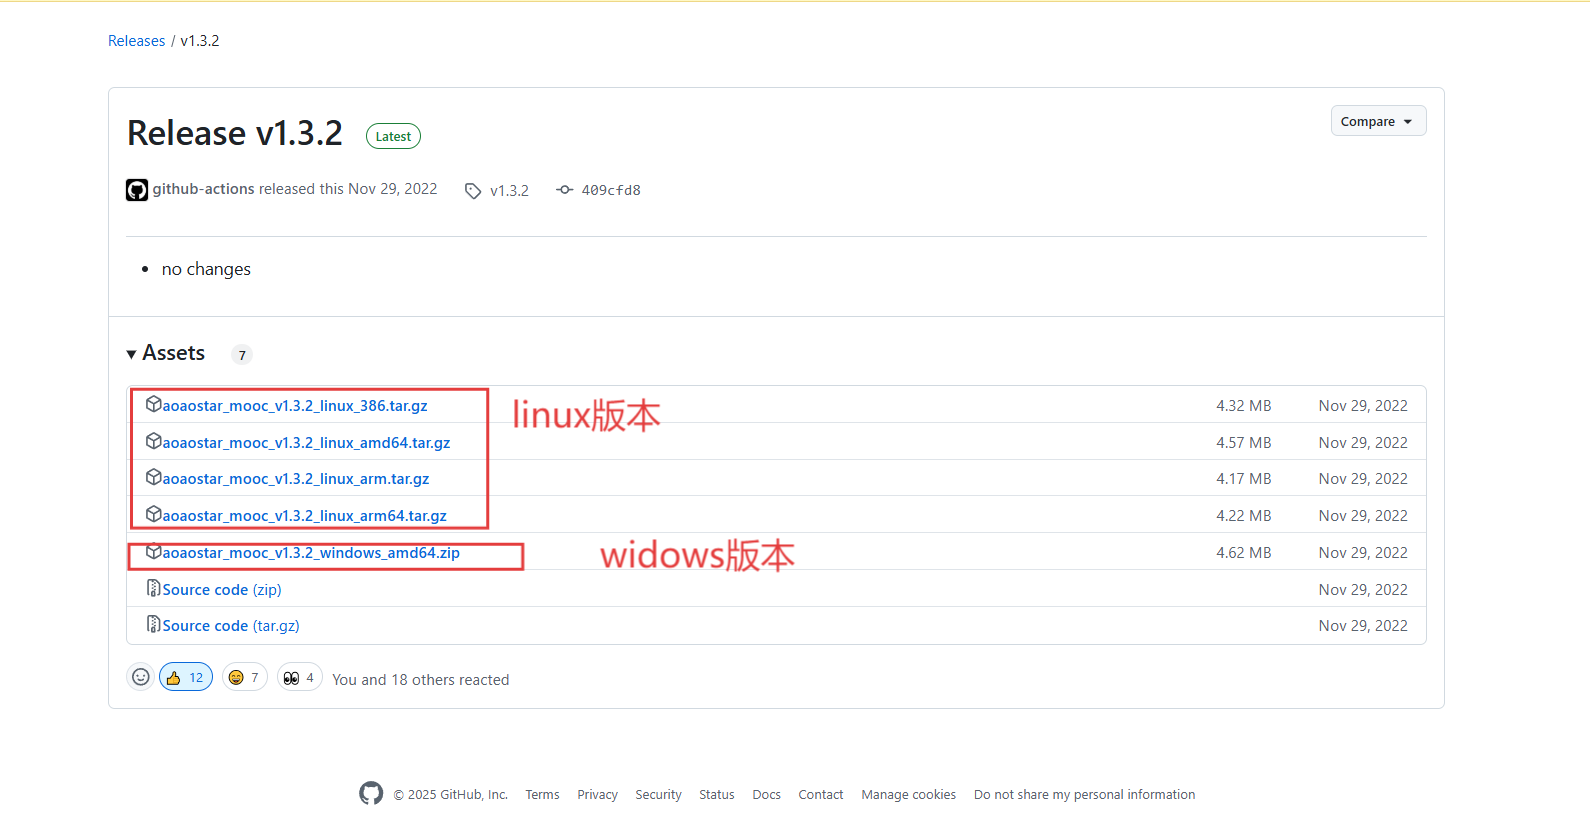 Releases / v1.3.2
Release v1.3.2 Latest Compare
github-actions released this Nov 29, 2022 v1.3.2 409cfd8
no changes
Assets 7
aoaostar_mooc_v1.3.2_linux_386.tar.gz linux版本 4.32 MB Nov 29, 2022
aoaostar_mooc_v1.3.2_linux_amd64.tar.gz 4.57 MB Nov 29, 2022
aoaostar_mooc_v1.3.2_linux_arm.tar.gz 4.17 MB Nov 29, 2022
aoaostar_mooc_v1.3.2_linux_arm64.tar.gz 4.22 MB Nov 29, 2022
aoaostar_mooc_v1.3.2_windows_amd64.zip widows版本 4.62 MB Nov 29, 2022
Source code (zip) Nov 29, 2022
Source code (tar.gz) Nov 29, 2022
12 7 4 You and 18 others reacted
© 2025 GitHub, Inc. Terms Privacy Security Status Docs Contact Manage cookies Do not share my personal information